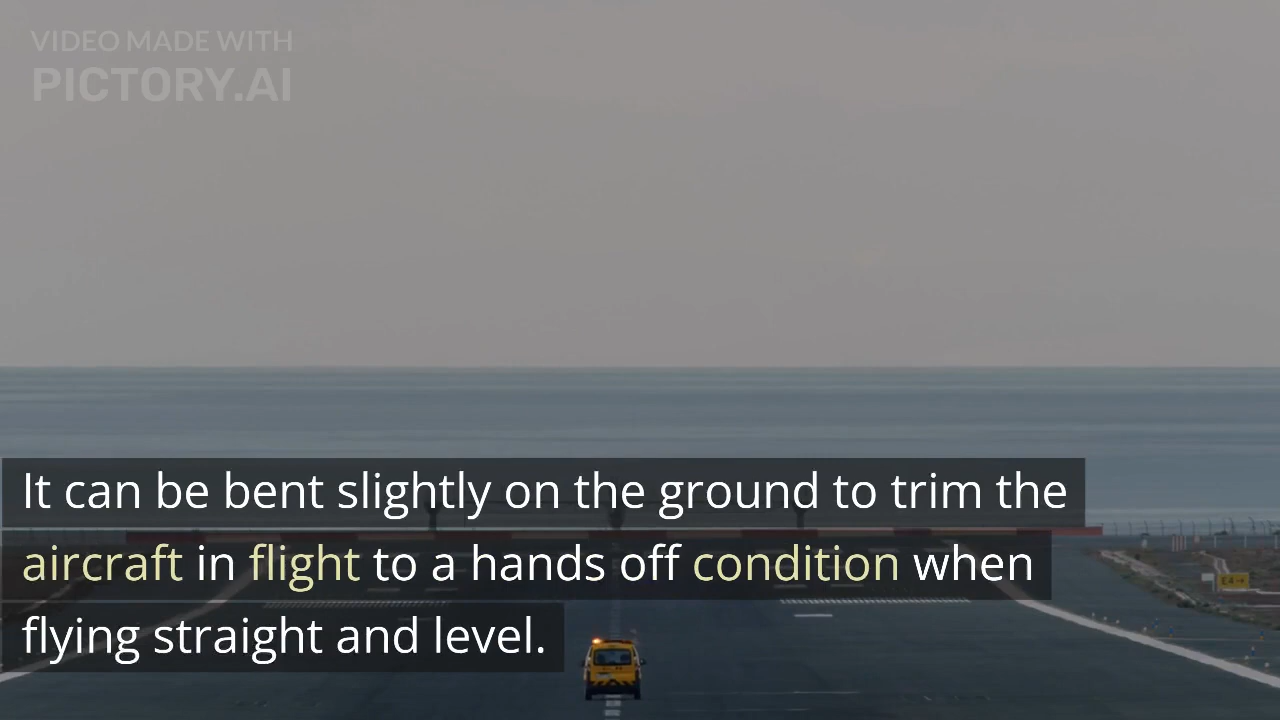 VIDEO MADE WITH
PICTORY.AI
It can be bent slightly on the ground to trim the
aircraft in flight to a hands off condition when
flying straight and level.
E4→